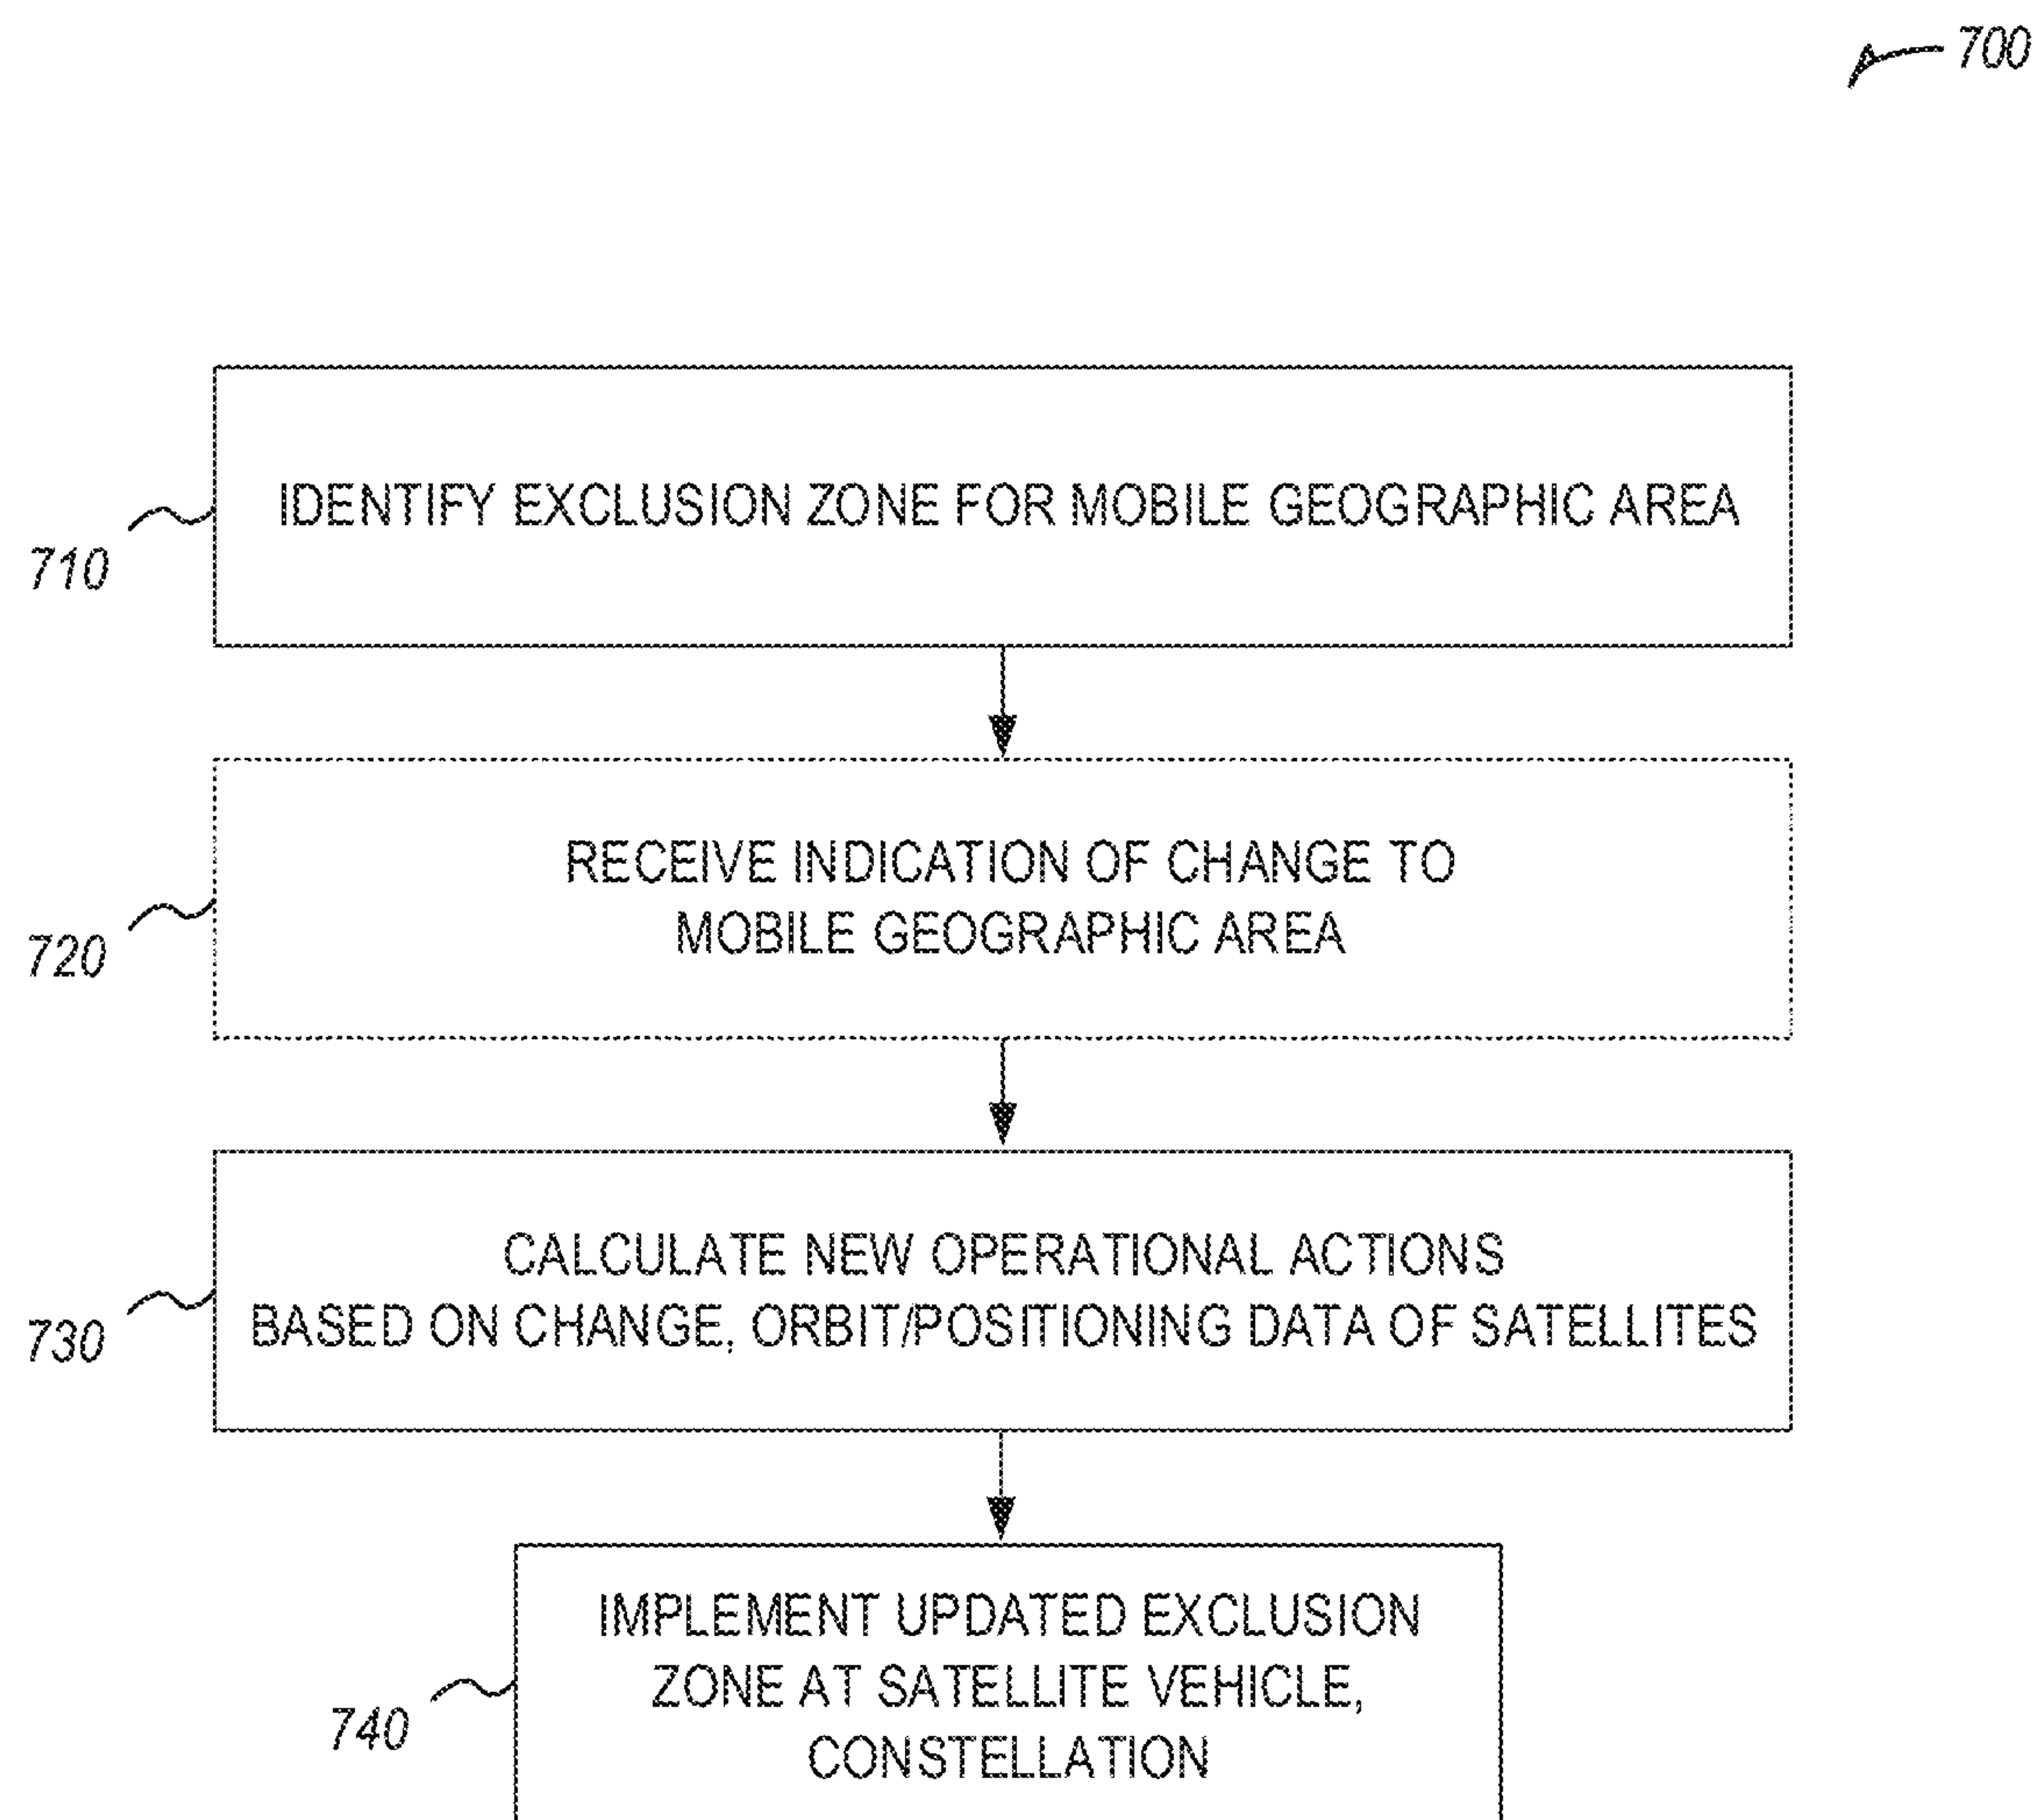 700
IDENTIFY EXCLUSION ZONE FOR MOBILE GEOGRAPHIC AREA
710
RECEIVE INDICATION OF CHANGE TO
MOBILE GEOGRAPHIC AREA
720
CALCULATE NEW OPERATIONAL ACTIONS
BASED ON CHANGE, ORBIT/POSITIONING DATA OF SATELLITES
730
IMPLEMENT UPDATED EXCLUSION
ZONE AT SATELLITE VEHICLE,
CONSTELLATION
740